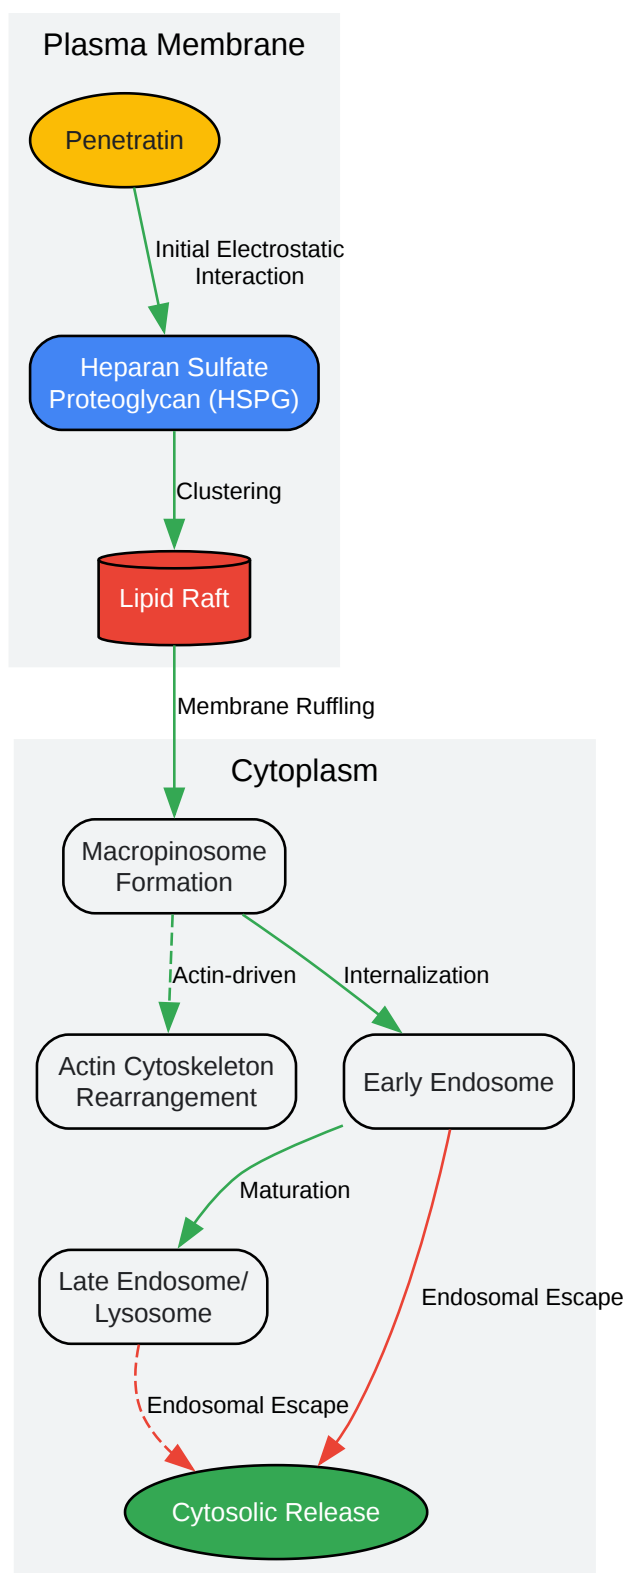 Plasma Membrane
Penetratin
Initial Electrostatic
Interaction
Heparan Sulfate
Proteoglycan (HSPG)
Clustering
Lipid Raft
Membrane Ruffling
Cytoplasm
Macropinosome
Formation
Actin-driven
Internalization
Actin Cytoskeleton
Rearrangement
Early Endosome
Maturation
Late Endosome/
Lysosome
Endosomal Escape
Endosomal Escape
Cytosolic Release